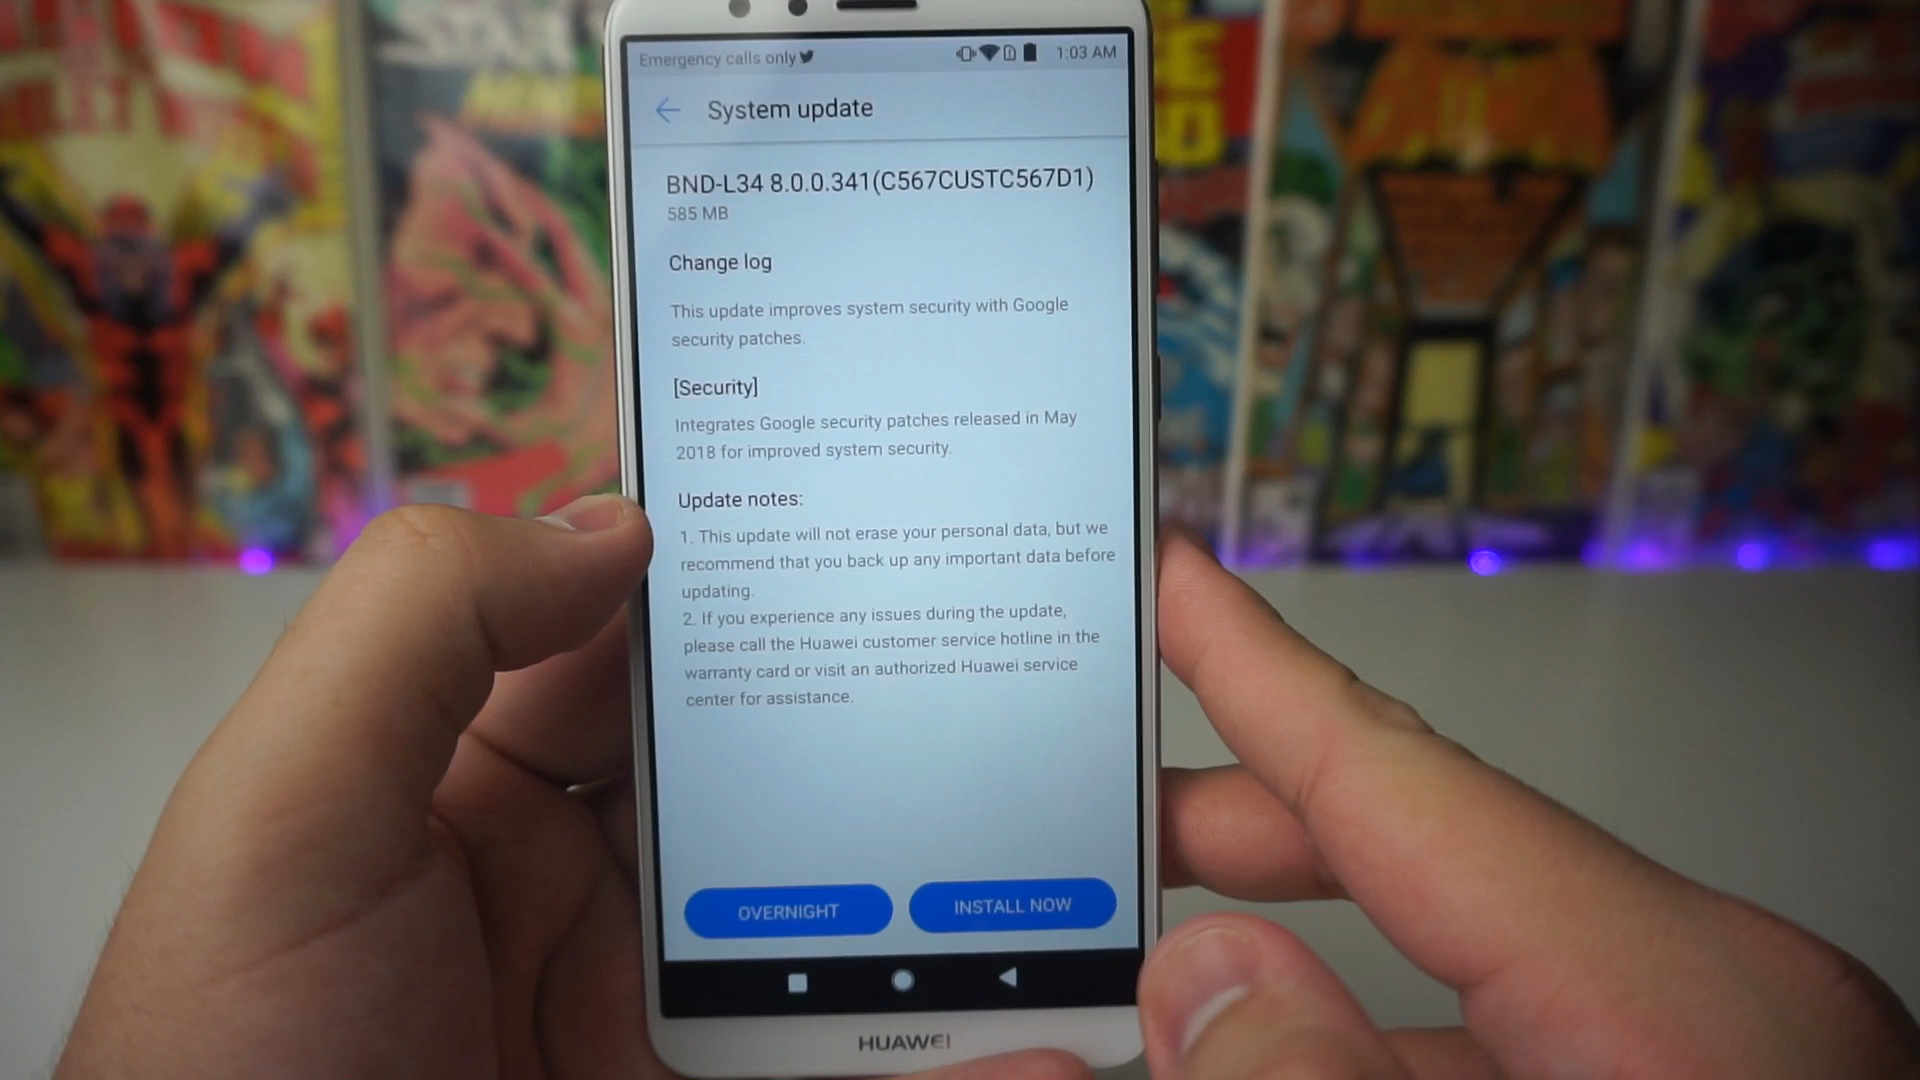 Emergency calls only
1:03 AM
System update
BND-L34 8.0.0.341(C567CUSTC567D1)
585 MB
Change log
This update improves system security with Google
security patches.
[Security]
Integrates Google security patches released in May
2018 for improved system security.
Update notes:
1. This update will not erase your personal data, but we
recommend that you back up any important data before
updating.
2. If you experience any issues during the update,
please call the Huawei customer service hotline in the
warranty card or visit an authorized Huawei service
center for assistance.
OVERNIGHT
INSTALL NOW
HUAWEI